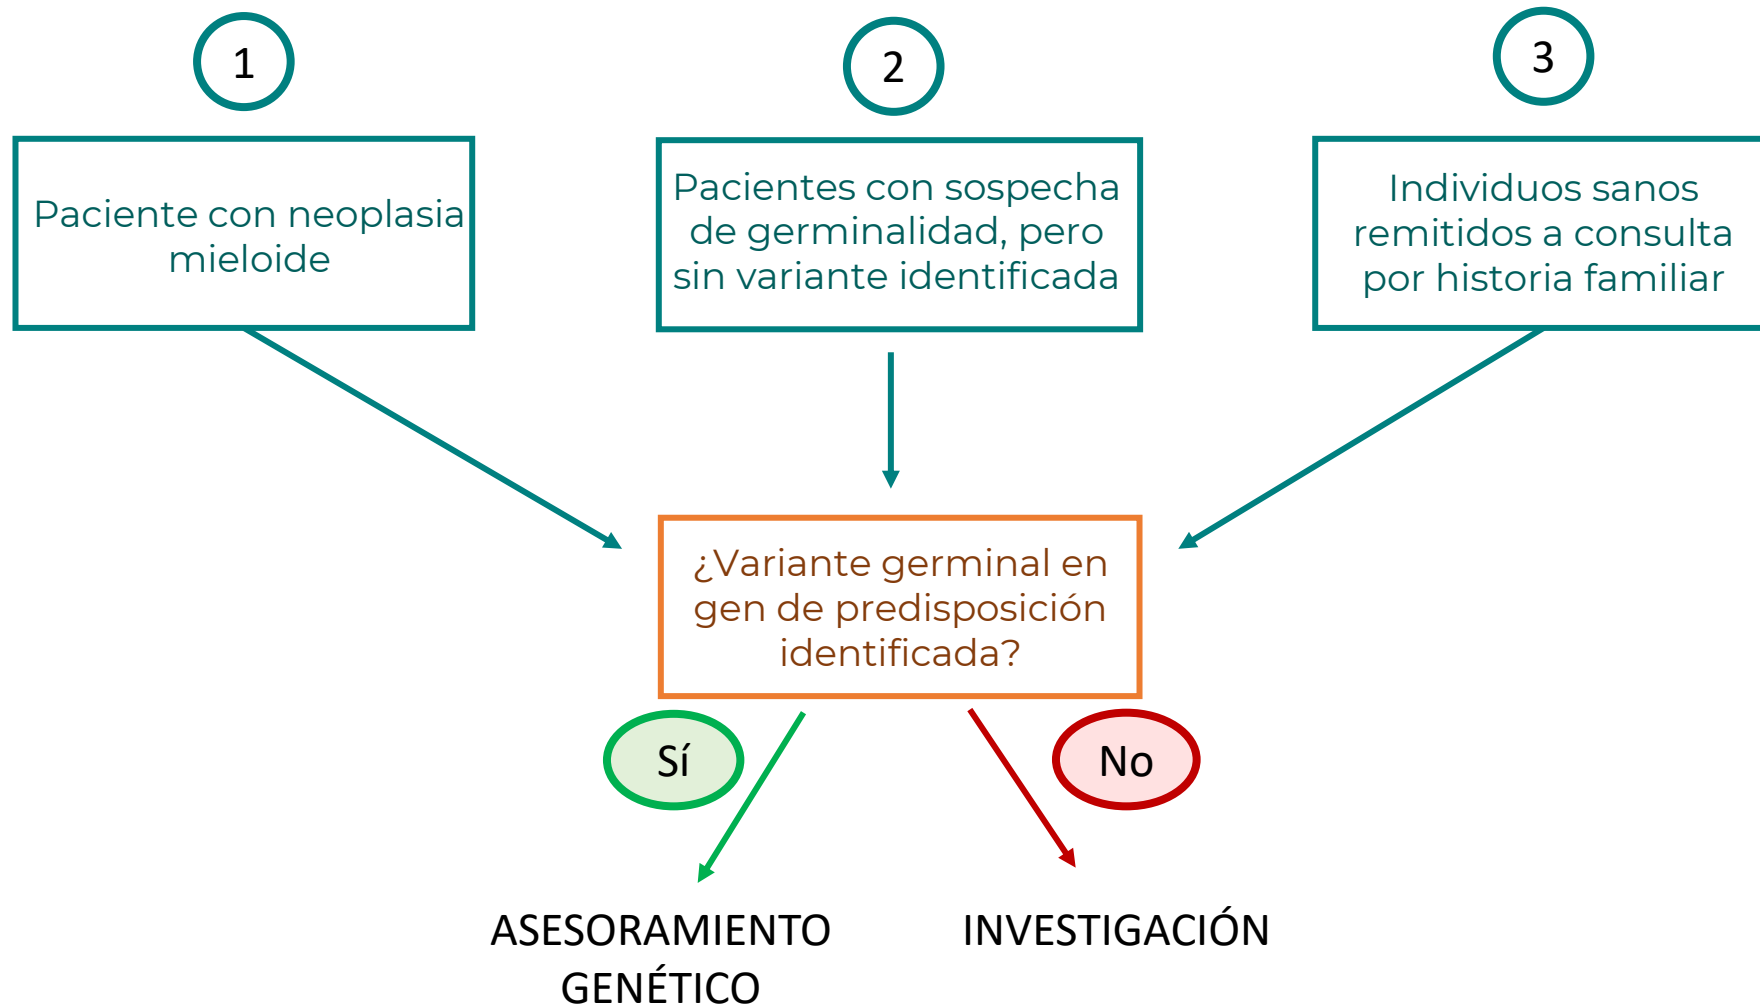 1
Paciente con neoplasia
mieloide
2
Pacientes con sospecha
de germinalidad, pero
sin variante identificada
3
Individuos sanos
remitidos a consulta
por historia familiar
¿Variante germinal en
gen de predisposición
identificada?
Sí
No
ASESORAMIENTO
GENÉTICO
INVESTIGACIÓN